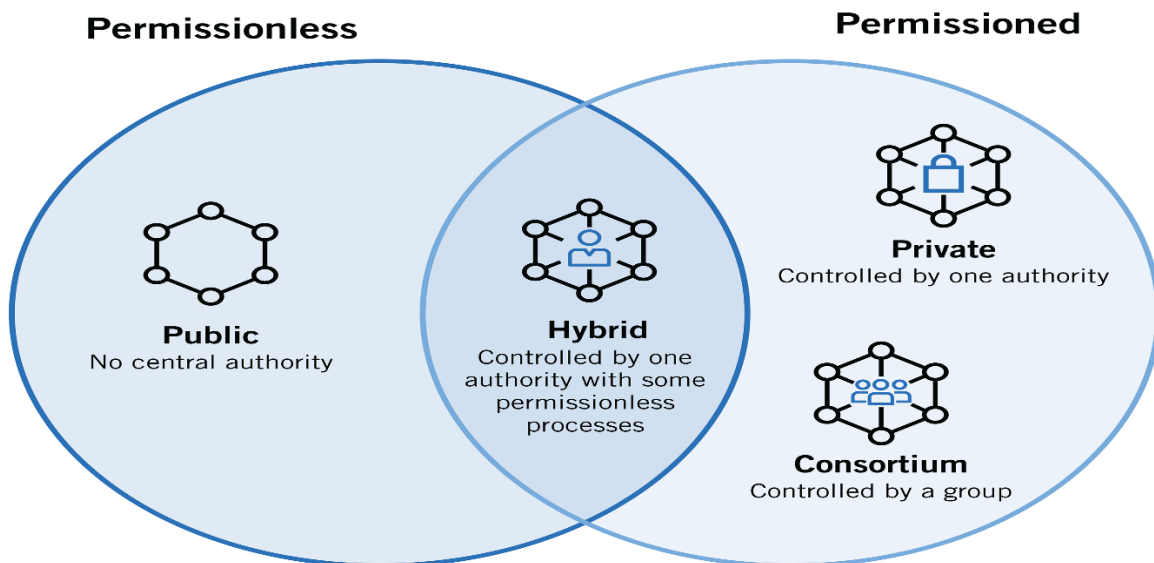 Permissionless
Permissioned
Public
No central authority
Hybrid
Controlled by one
authority with some
permissionless
processes
Private
Controlled by one authority
Consortium
Controlled by a group